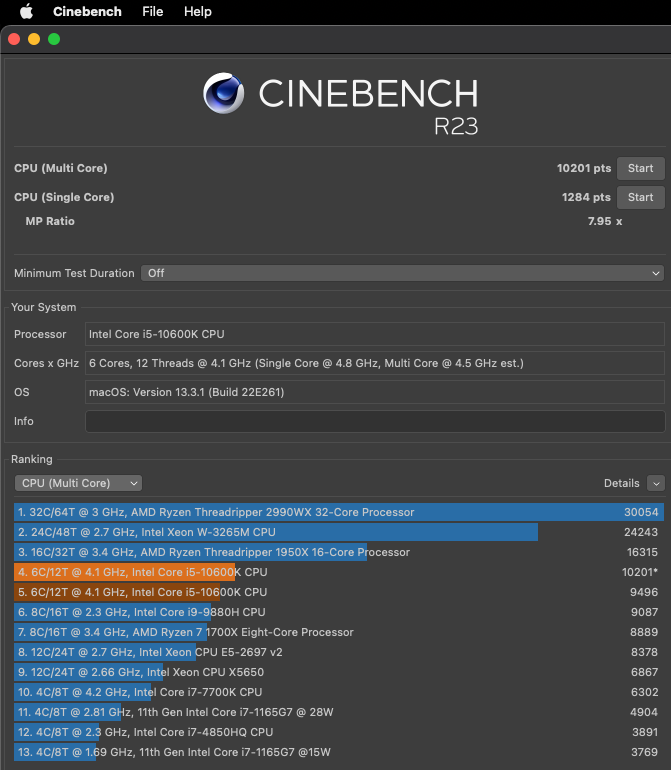 Cinebench File Help
CINEBENCH
R23
CPU (Multi Core) 10201 pts Start
CPU (Single Core) 1284 pts Start
MP Ratio 7.95 x
Minimum Test Duration Off
Your System
Processor Intel Core i5-10600K CPU
Cores x GHz 6 Cores, 12 Threads @ 4.1 GHz (Single Core @ 4.8 GHz, Multi Core @ 4.5 GHz est.)
OS macOS: Version 13.3.1 (Build 22E261)
Info
Ranking
CPU (Multi Core) Details
1. 32C/64T @ 3 GHz, AMD Ryzen Threadripper 2990WX 32-Core Processor 30054
2. 24C/48T @ 2.7 GHz, Intel Xeon W-3265M CPU 24243
3. 16C/32T @ 3.4 GHz, AMD Ryzen Threadripper 1950X 16-Core Processor 16315
4. 6C/12T @ 4.1 GHz, Intel Core i5-10600K CPU 10201*
5. 6C/12T @ 4.1 GHz, Intel Core i5-10600K CPU 9496
6. 8C/16T @ 2.3 GHz, Intel Core i9-9880H CPU 9087
7. 8C/16T @ 3.4 GHz, AMD Ryzen 7 1700X Eight-Core Processor 8889
8. 12C/24T @ 2.7 GHz, Intel Xeon CPU E5-2697 v2 8378
9. 12C/24T @ 2.66 GHz, Intel Xeon CPU X5650 6867
10. 4C/8T @ 4.2 GHz, Intel Core i7-7700K CPU 6302
11. 4C/8T @ 2.81 GHz, 11th Gen Intel Core i7-1165G7 @ 28W 4904
12. 4C/8T @ 2.3 GHz, Intel Core i7-4850HQ CPU 3891
13. 4C/8T @ 1.69 GHz, 11th Gen Intel Core i7-1165G7 @15W 3769